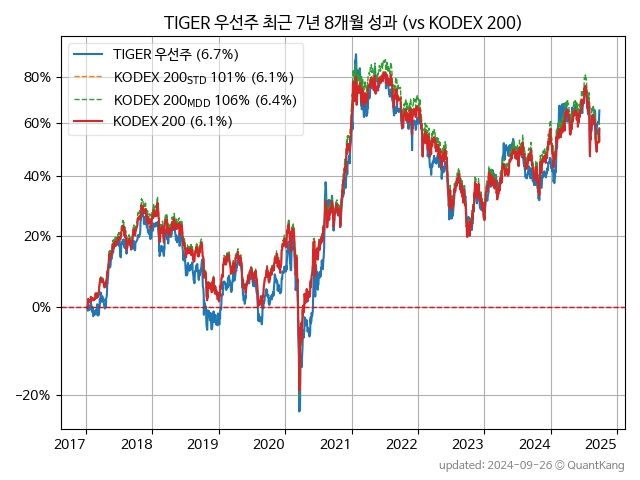 TIGER 우선주 최근 7년 8개월 성과 (vs KODEX 200)
TIGER 우선주 (6.7%)
KODEX 200STD 101% (6.1%)
KODEX 200MDD 106% (6.4%)
KODEX 200 (6.1%)
80%
60%
40%
20%
0%
−20%
2017 2018 2019 2020 2021 2022 2023 2024 2025
updated: 2024-09-26 ⓒ QuantKang